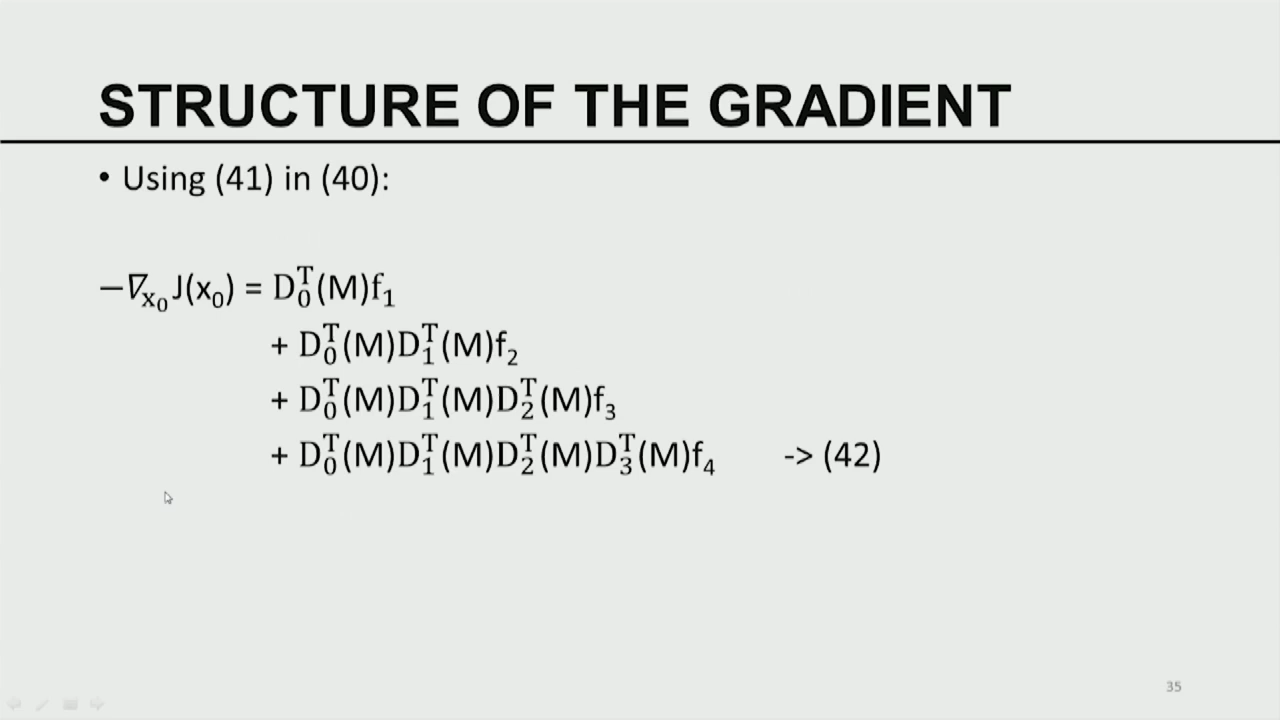 STRUCTURE OF THE GRADIENT
• Using (41) in (40):
−∇ₓ₀J(x₀) = D₀ᵀ(M)f₁
+ D₀ᵀ(M)D₁ᵀ(M)f₂
+ D₀ᵀ(M)D₁ᵀ(M)D₂ᵀ(M)f₃
+ D₀ᵀ(M)D₁ᵀ(M)D₂ᵀ(M)D₃ᵀ(M)f₄ -> (42)
35